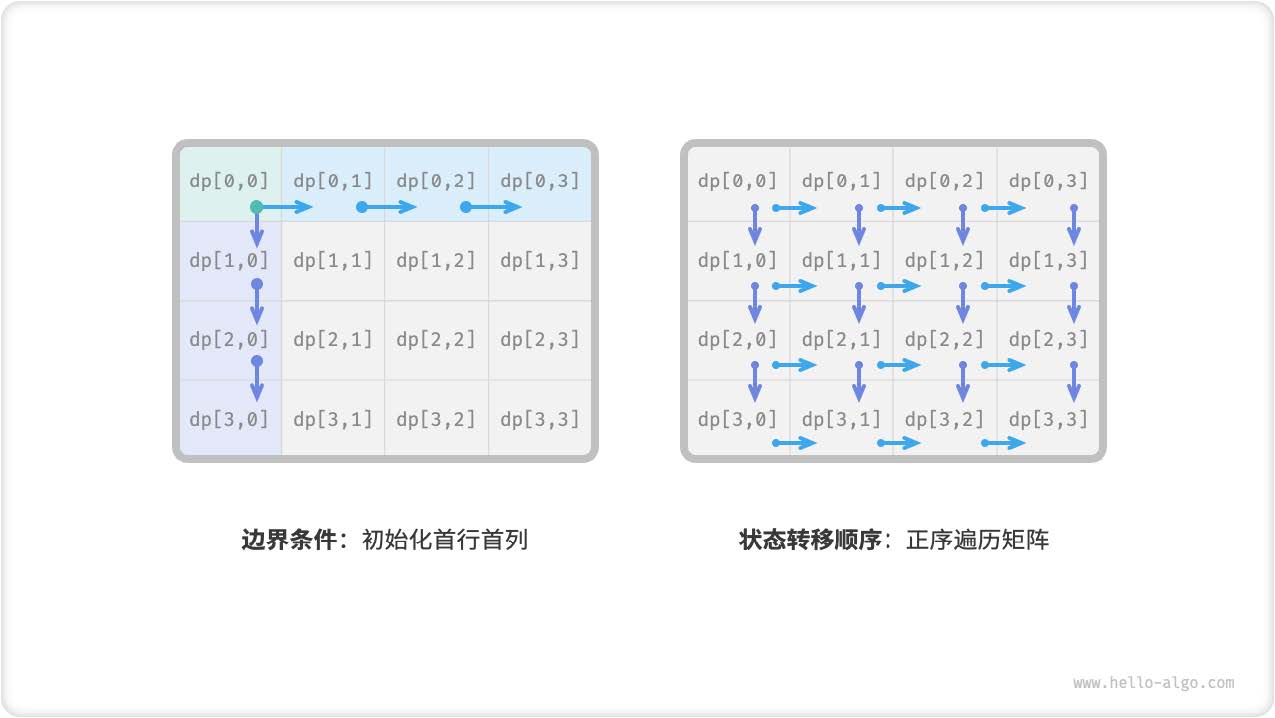 dp[0,0] dp[0,1] dp[0,2] dp[0,3]
dp[1,0] dp[1,1] dp[1,2] dp[1,3]
dp[2,0] dp[2,1] dp[2,2] dp[2,3]
dp[3,0] dp[3,1] dp[3,2] dp[3,3]
边界条件：初始化首行首列
dp[0,0] dp[0,1] dp[0,2] dp[0,3]
dp[1,0] dp[1,1] dp[1,2] dp[1,3]
dp[2,0] dp[2,1] dp[2,2] dp[2,3]
dp[3,0] dp[3,1] dp[3,2] dp[3,3]
状态转移顺序：正序遍历矩阵
www.hello-algo.com